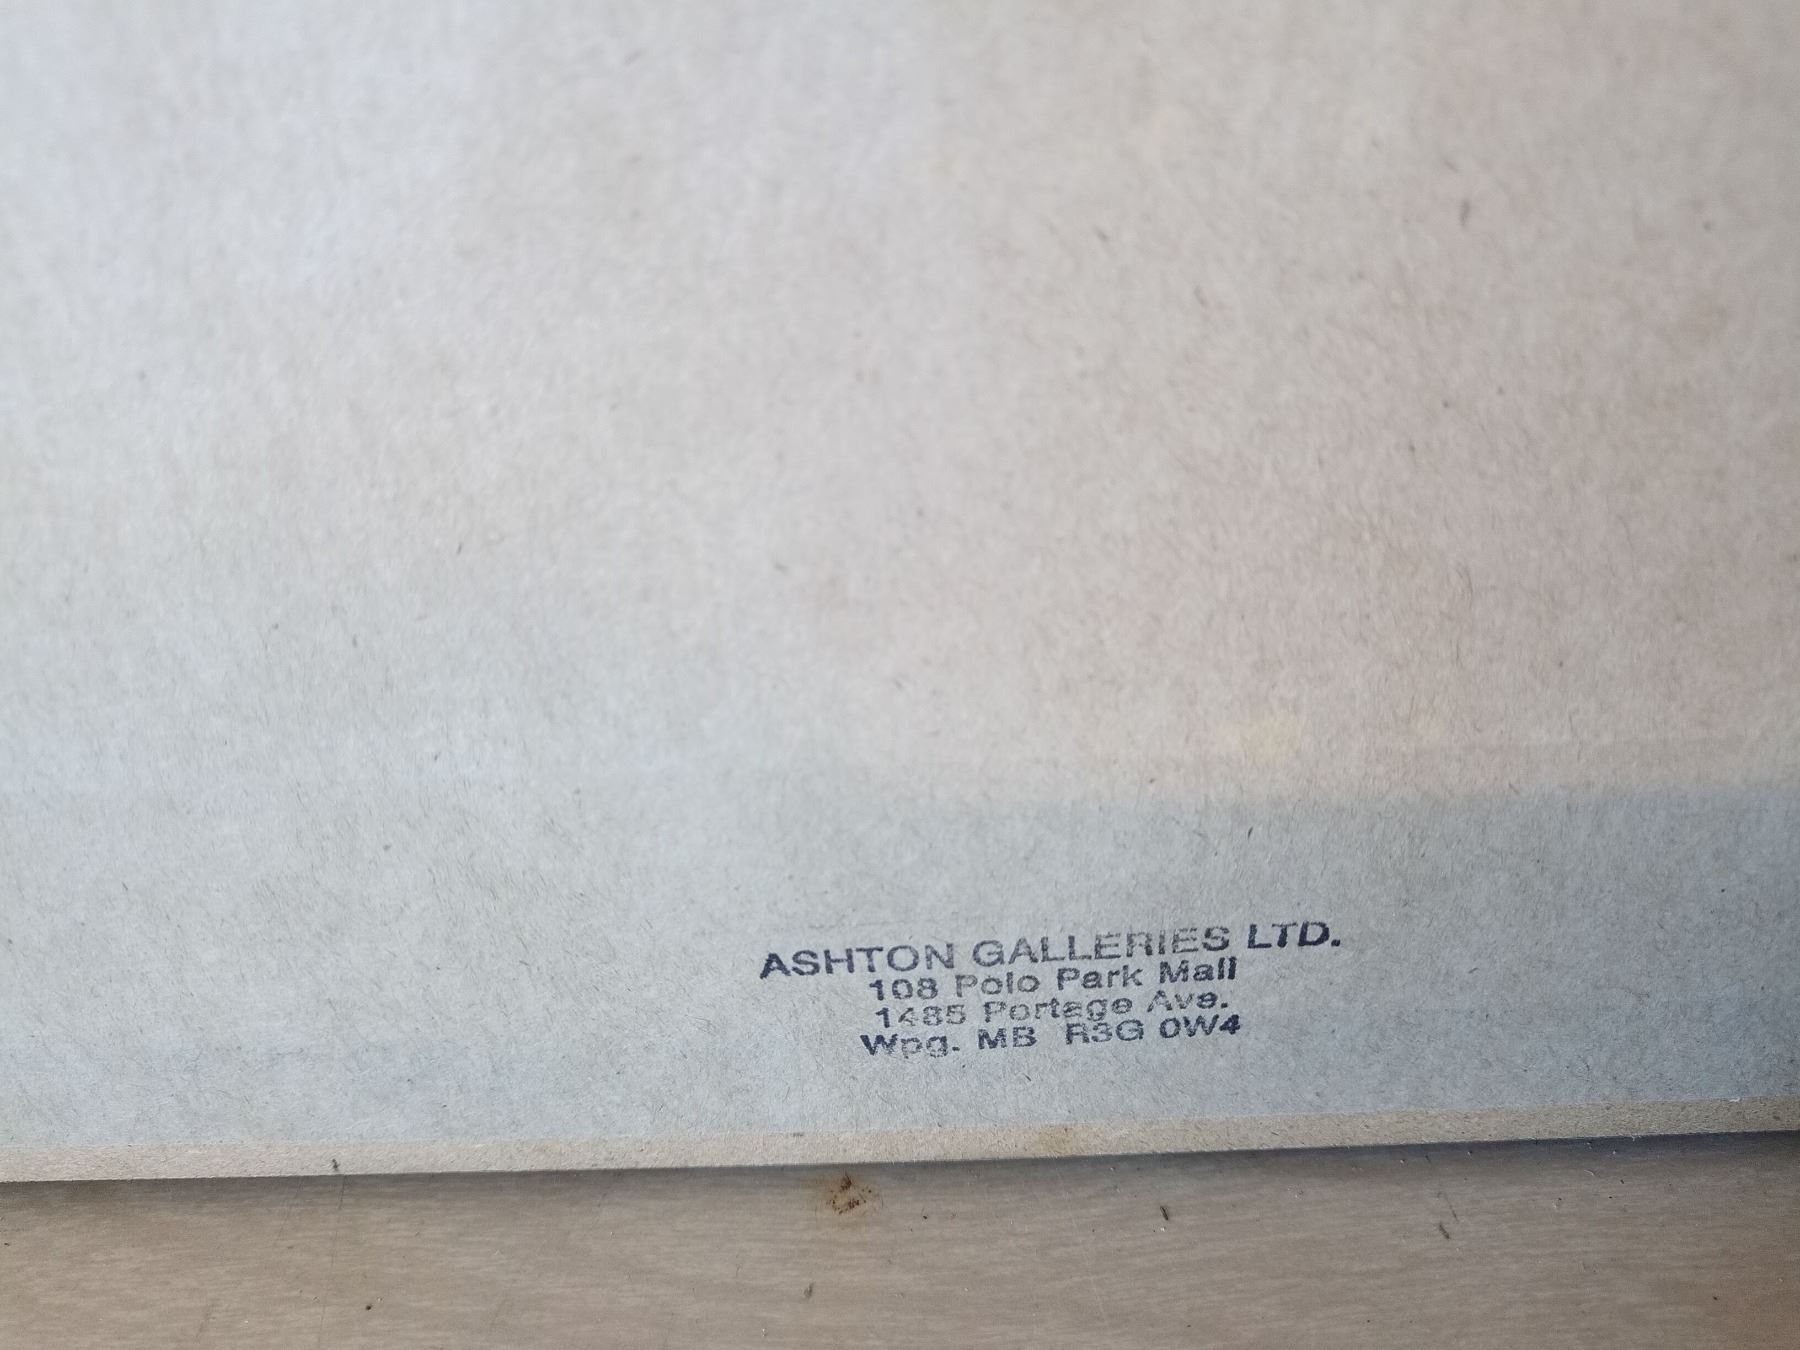 ASHTON GALLERIES LTD.
108 Polo Park Mall
1485 Portage Ave.
Wpg. MB R3G 0W4